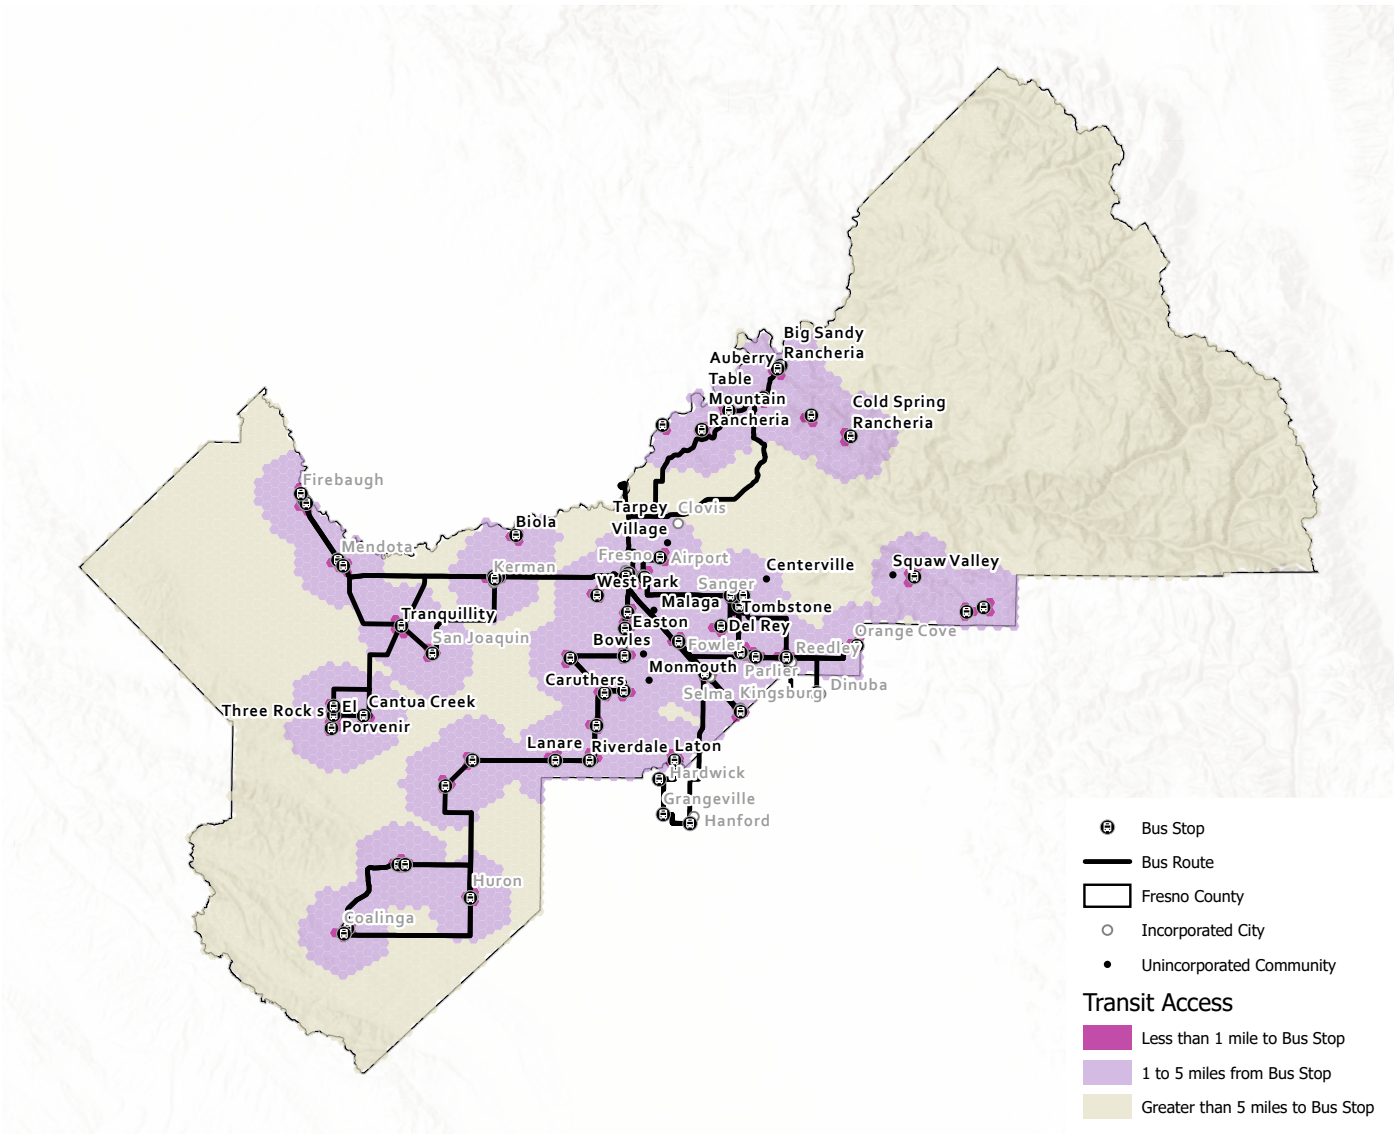 Big Sandy
Rancheria
Auberry
Table
Mountain
Rancheria
Cold Spring
Rancheria
Firebaugh
Tarpey
Village
Clovis
Biola
Mendota
Fresno
Airport
Kerman
Centerville
Squaw Valley
West Park
Sanger
Malaga
Tombstone
Tranquillity
Easton
Del Rey
San Joaquin
Bowles
Fowler
Reedley
Orange Cove
Monmouth
Parlier
Caruthers
Selma
Kingsburg
Dinuba
Three Rock s
El
Porvenir
Cantua Creek
Lanare
Riverdale
Laton
Hardwick
Grangeville
Hanford
Huron
Coalinga
Bus Stop
Bus Route
Fresno County
Incorporated City
Unincorporated Community
Transit Access
Less than 1 mile to Bus Stop
1 to 5 miles from Bus Stop
Greater than 5 miles to Bus Stop